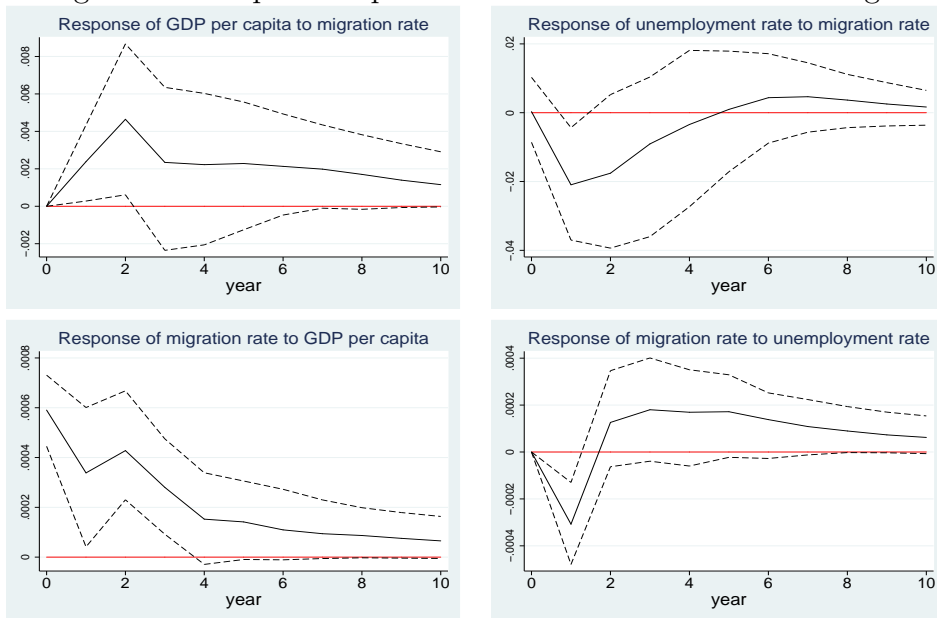 Response of GDP per capita to migration rate
.008
.006
.004
.002
0
-.002
0 2 4 6 8 10
year
Response of unemployment rate to migration rate
.02
0
-.02
-.04
0 2 4 6 8 10
year
Response of migration rate to GDP per capita
.0008
.0006
.0004
.0002
0
0 2 4 6 8 10
year
Response of migration rate to unemployment rate
.0004
.0002
0
-.0002
-.0004
0 2 4 6 8 10
year